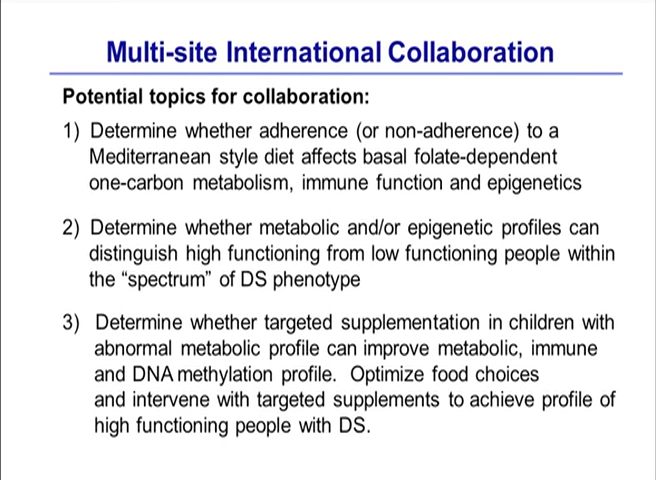 Multi-site International Collaboration
Potential topics for collaboration:
1) Determine whether adherence (or non-adherence) to a
Mediterranean style diet affects basal folate-dependent
one-carbon metabolism, immune function and epigenetics
2) Determine whether metabolic and/or epigenetic profiles can
distinguish high functioning from low functioning people within
the “spectrum” of DS phenotype
3) Determine whether targeted supplementation in children with
abnormal metabolic profile can improve metabolic, immune
and DNA methylation profile. Optimize food choices
and intervene with targeted supplements to achieve profile of
high functioning people with DS.